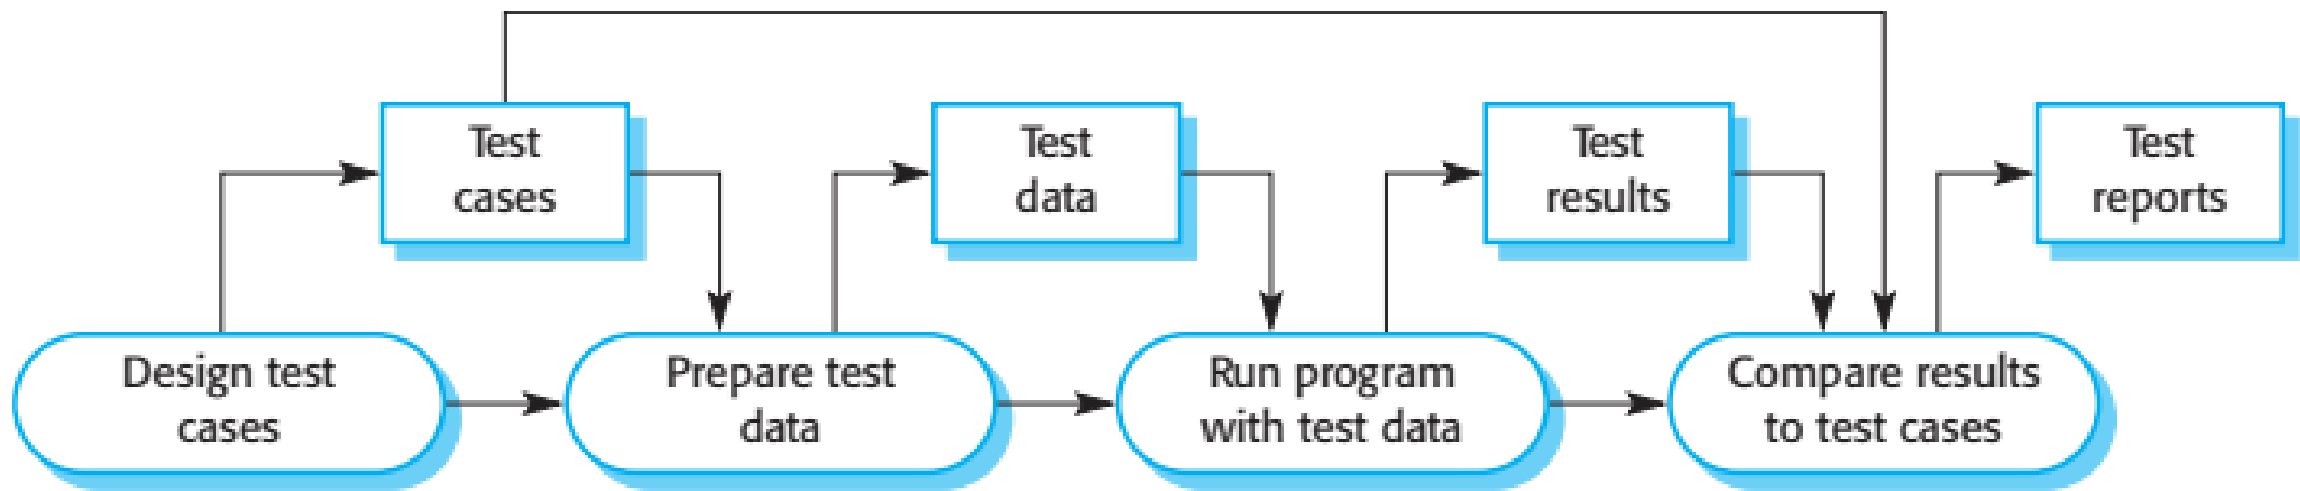 Test
cases
Test
data
Test
results
Test
reports
Design test
cases
Prepare test
data
Run program
with test data
Compare results
to test cases